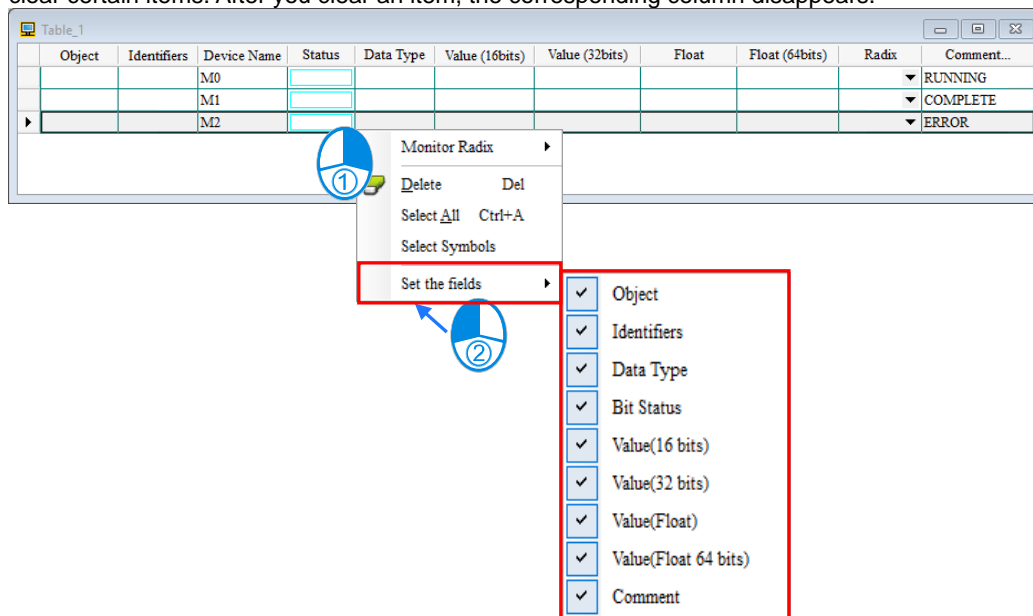 clear certain items. After you clear an item, the corresponding column disappears.
Table_1
Object Identifiers Device Name Status Data Type Value (16bits) Value (32bits) Float Float (64bits) Radix Comment...
M0 RUNNING
M1 COMPLETE
M2 ERROR
1
Monitor Radix
Delete Del
Select All Ctrl+A
Select Symbols
Set the fields
2
Object
Identifiers
Data Type
Bit Status
Value(16 bits)
Value(32 bits)
Value(Float)
Value(Float 64 bits)
Comment